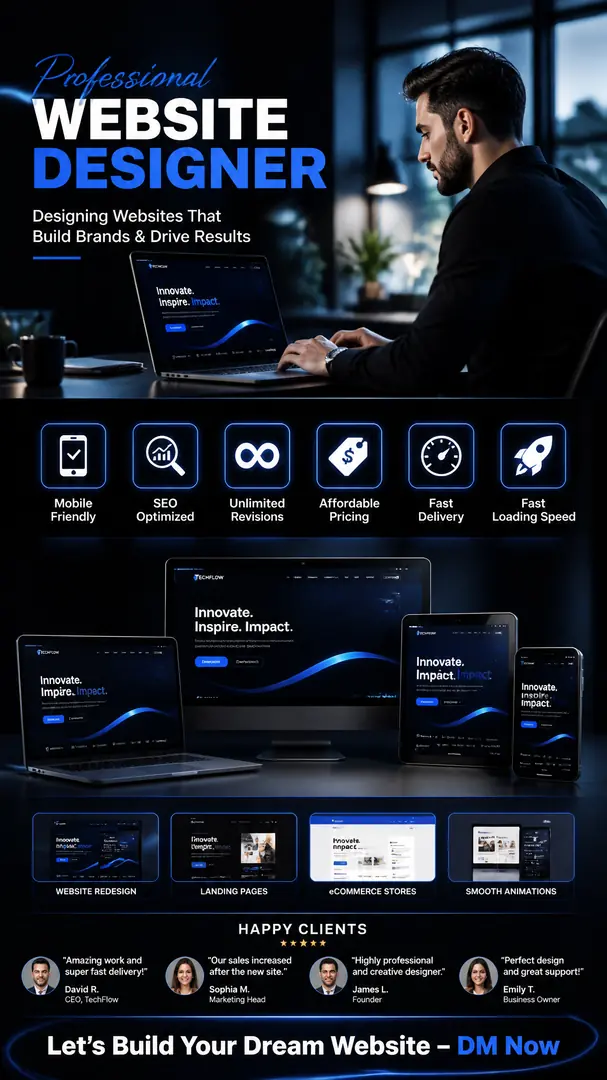 Professional
WEBSITE
DESIGNER
Designing Websites That
Build Brands & Drive Results
TECHFLOW
Innovate.
Inspire. Impact.
Mobile
Friendly
SEO
Optimized
Unlimited
Revisions
Affordable
Pricing
Fast
Delivery
Fast
Loading Speed
TECHFLOW
Innovate.
Inspire. Impact.
TECHFLOW
Innovate.
Impire. Impact.
TECHFLOW
Innovate.
Inspire. Impact.
Innovate.
Impact.
WEBSITE REDESIGN
LANDING PAGES
eCOMMERCE STORES
SMOOTH ANIMATIONS
HAPPY CLIENTS
"Amazing work and
super fast delivery!"
David R.
CEO, TechFlow
"Our sales increased
after the new site."
Sophia M.
Marketing Head
"Highly professional
and creative designer."
James L.
Founder
"Perfect design
and great support!"
Emily T.
Business Owner
Let's Build Your Dream Website – DM Now